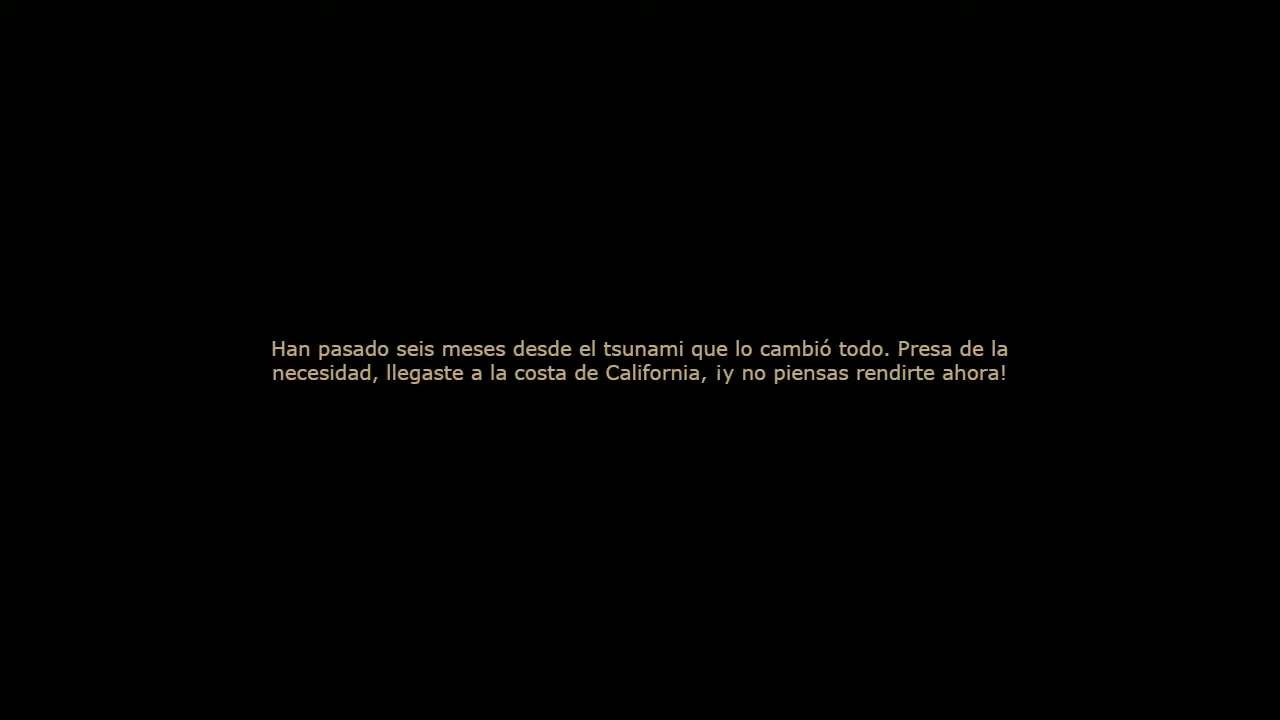 Han pasado seis meses desde el tsunami que lo cambió todo. Presa de la
necesidad, llegaste a la costa de California, ¡y no piensas rendirte ahora!